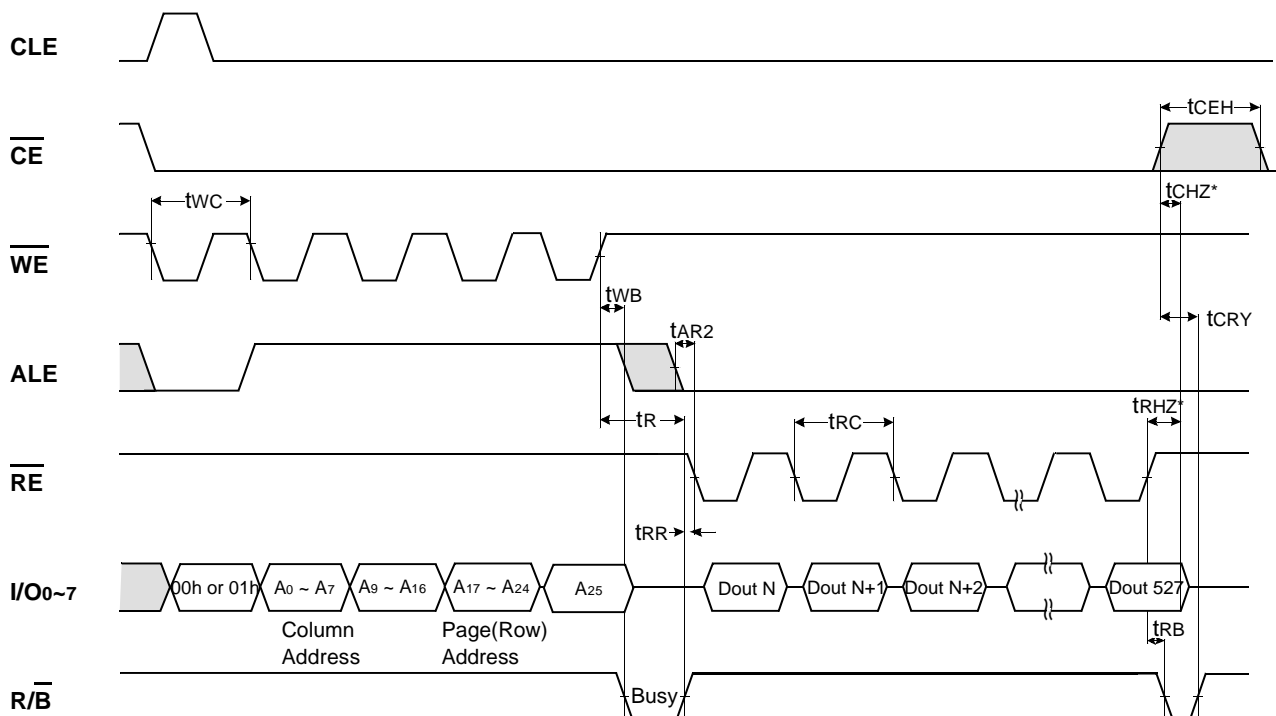 CLE
tCEH
CE
tCHZ*
tWC
WE
tWB
tCRY
tAR2
ALE
tRHZ*
tR
tRC
RE
tRR
I/O0~7
00h or 01h A0 ~ A7 A9 ~ A16 A17 ~ A24 A25 Dout N Dout N+1 Dout N+2 Dout 527
Column Address
Page(Row) Address
tRB
R/B
Busy